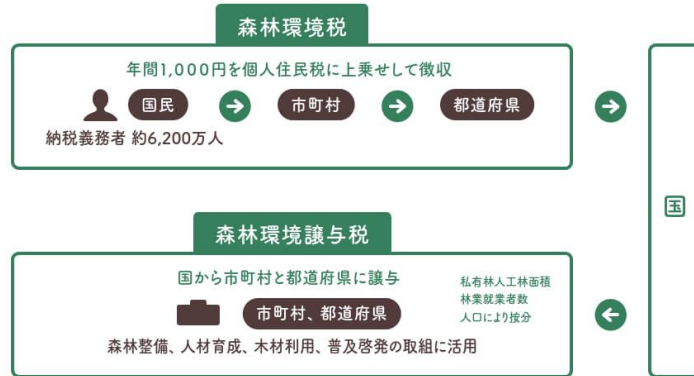 森林環境税
年間1,000円を個人住民税に上乗せして徴収
国民
市町村
都道府県
納税義務者 約6,200万人
国
森林環境譲与税
国から市町村と都道府県に譲与
私有林人工林面積
林業就業者数
人口により按分
市町村、都道府県
森林整備、人材育成、木材利用、普及啓発の取組に活用